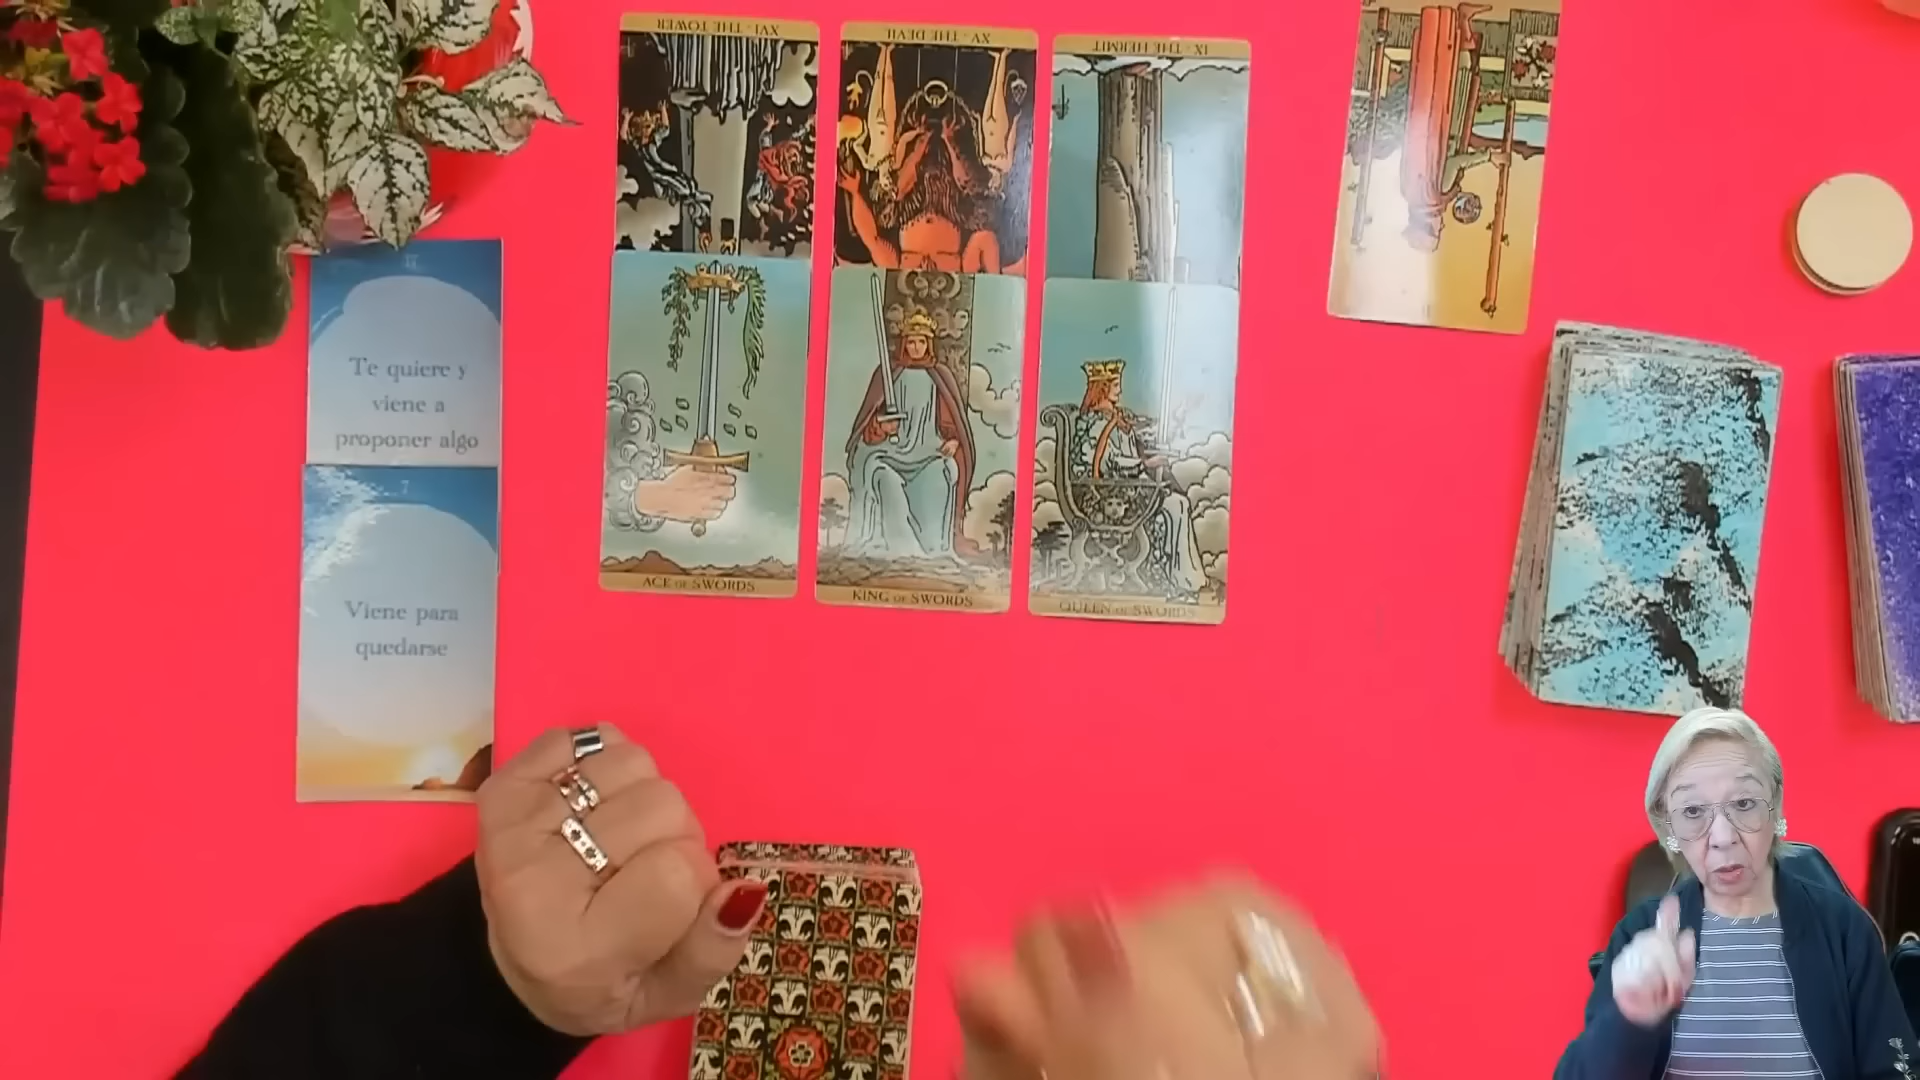 XVI · THE TOWER
XV · THE DEVIL
IX · THE HERMIT
Te quiere y
viene a
proponer algo
7
Viene para
quedarse
ACE OF SWORDS
KING OF SWORDS
QUEEN OF SWORDS